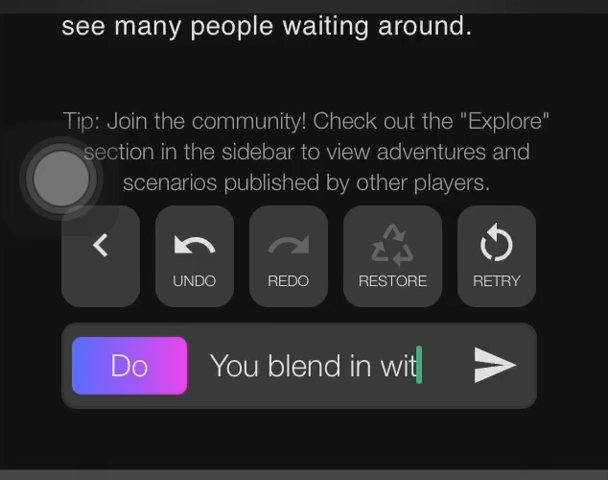 see many people waiting around.
Tip: Join the community! Check out the "Explore"
section in the sidebar to view adventures and
scenarios published by other players.
UNDO
REDO
RESTORE
RETRY
Do
You blend in wit